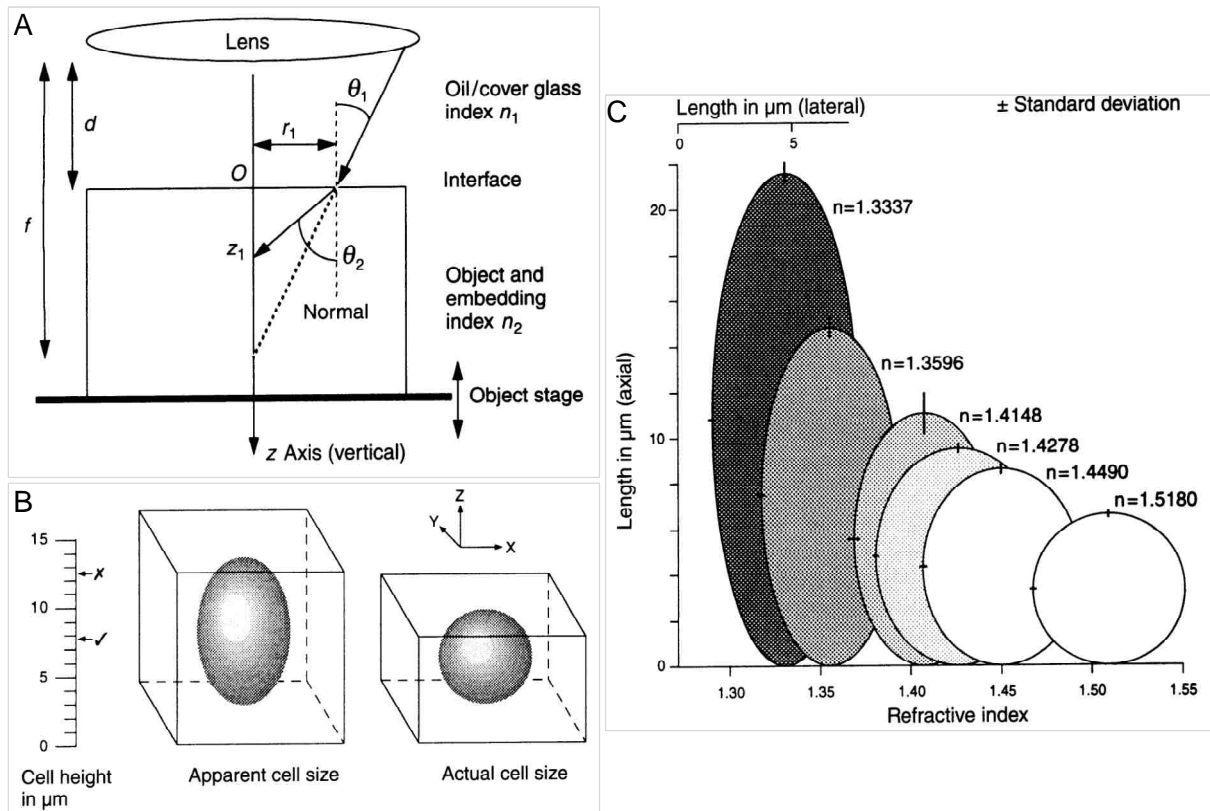 A
Lens
θ1
Oil/cover glass
index n1
d
r1
O
Interface
f
z1
θ2
Object and
embedding
index n2
Normal
Object stage
z Axis (vertical)
B
15
✗
10
✓
5
0
Z
Y
X
Cell height
in µm
Apparent cell size
Actual cell size
C
Length in µm (lateral)
± Standard deviation
0
5
20
10
0
Length in µm (axial)
n=1.3337
n=1.3596
n=1.4148
n=1.4278
n=1.4490
n=1.5180
1.30
1.35
1.40
1.45
1.50
1.55
Refractive index